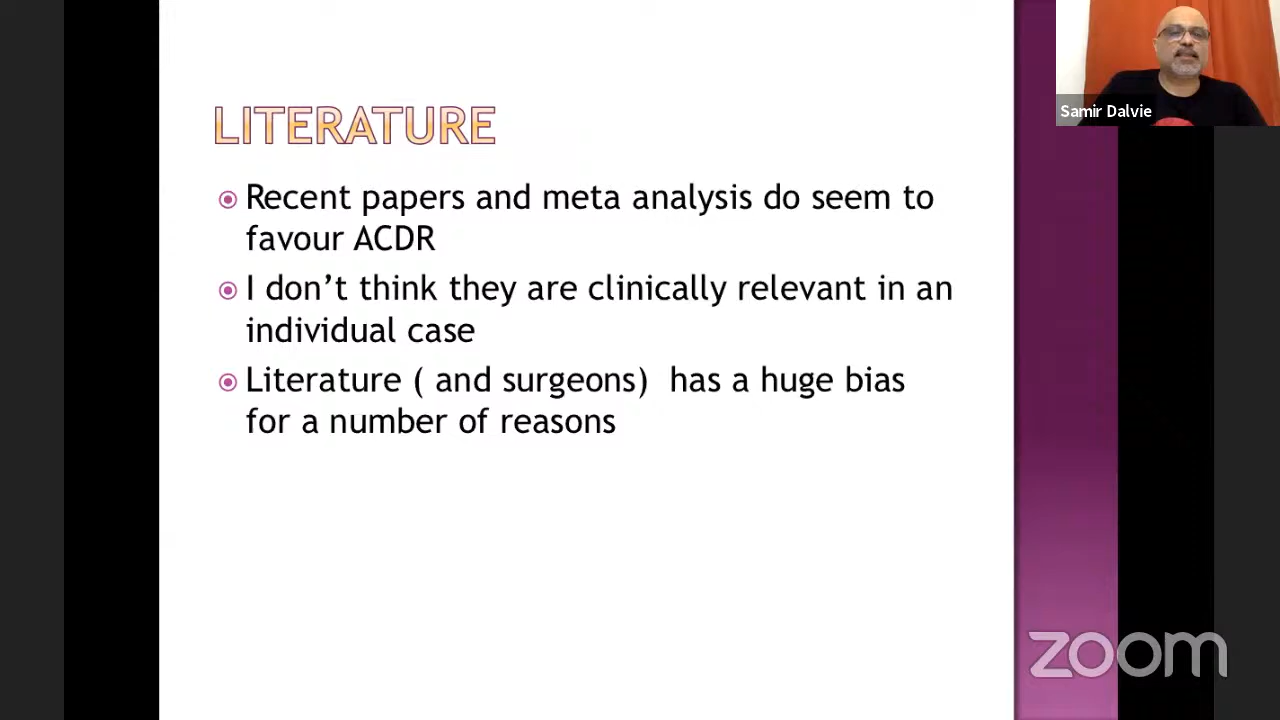 LITERATURE
Recent papers and meta analysis do seem to
favour ACDR
I don't think they are clinically relevant in an
individual case
Literature ( and surgeons)  has a huge bias
for a number of reasons
Samir Dalvie
zoom